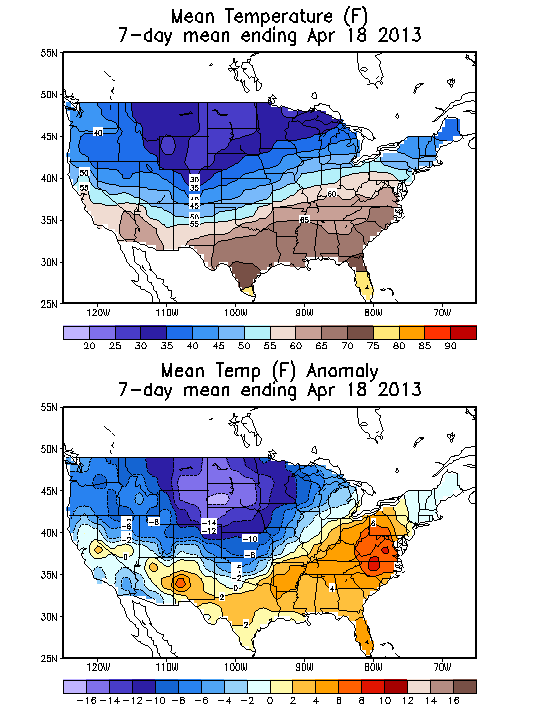 Mean Temperature (F)
7-day mean ending Apr 18 2013
55N
50N
45N
40N
35N
30N
25N
40
50
55
30
35
45
50
55
60
65
120W 110W 100W 90W 80W 70W
20 25 30 35 40 45 50 55 60 65 70 75 80 85 90
Mean Temp (F) Anomaly
7-day mean ending Apr 18 2013
55N
50N
45N
40N
35N
30N
25N
-14
-12
-8
-10
-8
-2
0
0
2
2
4
6
120W 110W 100W 90W 80W 70W
-16 -14 -12 -10 -8 -6 -4 -2 0 2 4 6 8 10 12 14 16